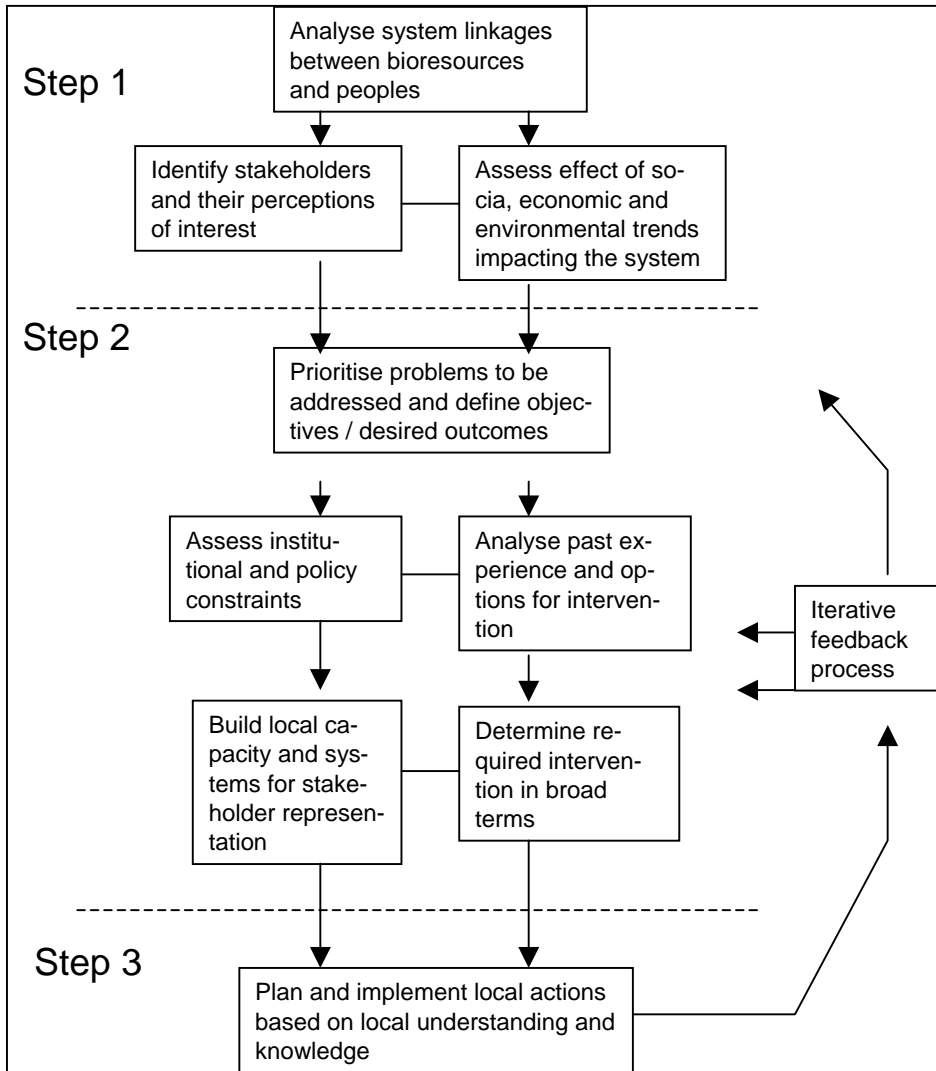 Analyse system linkages
between bioresources
and peoples
Step 1
Identify stakeholders
and their perceptions
of interest
Assess effect of so-
cia, economic and
environmental trends
impacting the system
Step 2
Prioritise problems to be
addressed and define objec-
tives / desired outcomes
Assess institu-
tional and policy
constraints
Analyse past ex-
perience and op-
tions for interven-
tion
Iterative
feedback
process
Build local ca-
pacity and sys-
tems for stake-
holder represen-
tation
Determine re-
quired interven-
tion in broad
terms
Step 3
Plan and implement local actions
based on local understanding and
knowledge